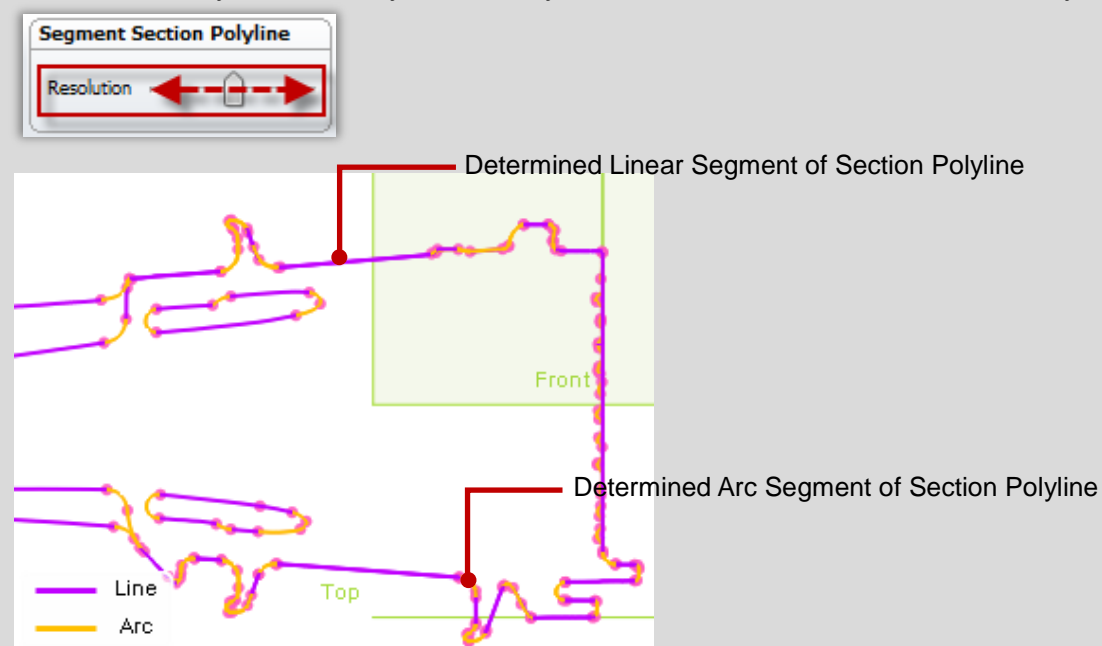 Segment Section Polyline
Resolution
Determined Linear Segment of Section Polyline
Front
Determined Arc Segment of Section Polyline
Top
Line
Arc